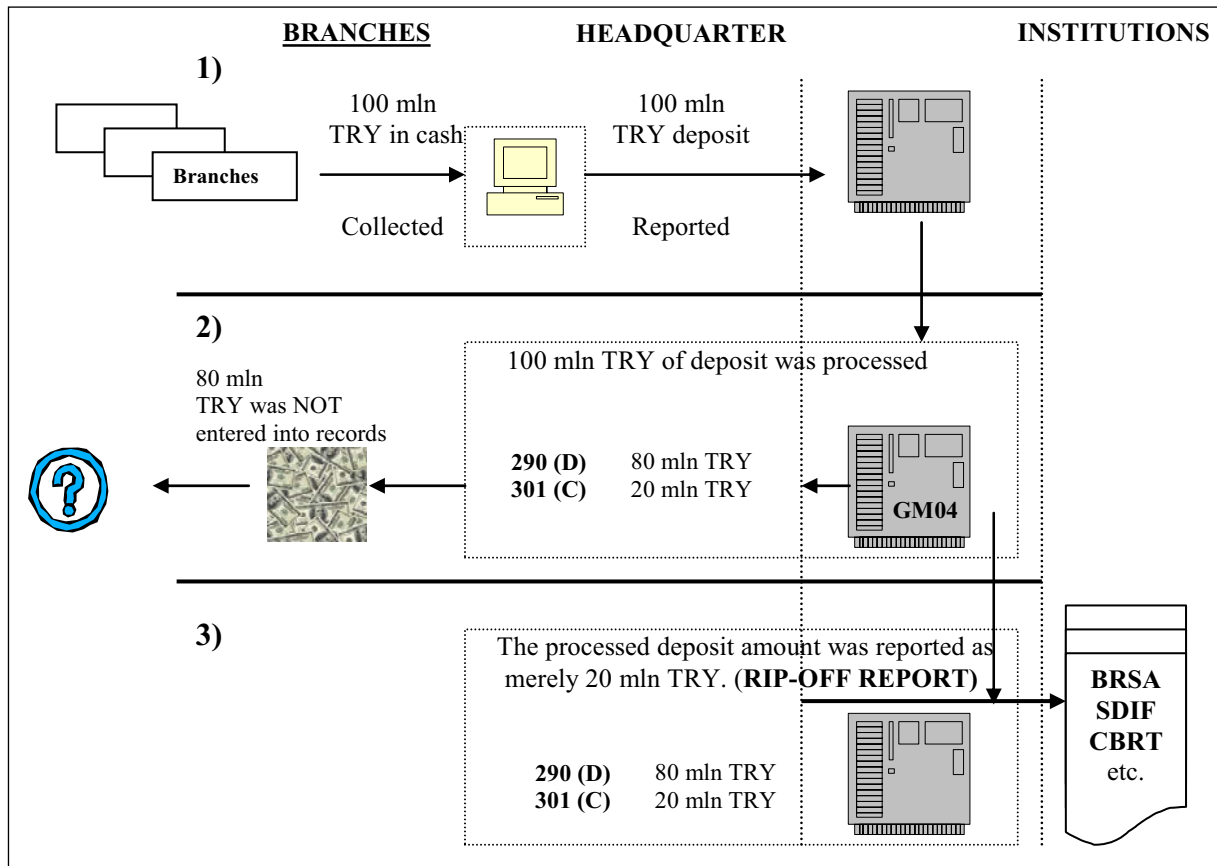 BRANCHES HEADQUARTER INSTITUTIONS
1)
100 mln
TRY in cash
100 mln
TRY deposit
Branches
Collected
Reported
2)
100 mln TRY of deposit was processed
80 mln
TRY was NOT
entered into records
290 (D) 80 mln TRY
301 (C) 20 mln TRY
GM04
3)
The processed deposit amount was reported as
merely 20 mln TRY. (RIP-OFF REPORT)
290 (D) 80 mln TRY
301 (C) 20 mln TRY
BRSA
SDIF
CBRT
etc.